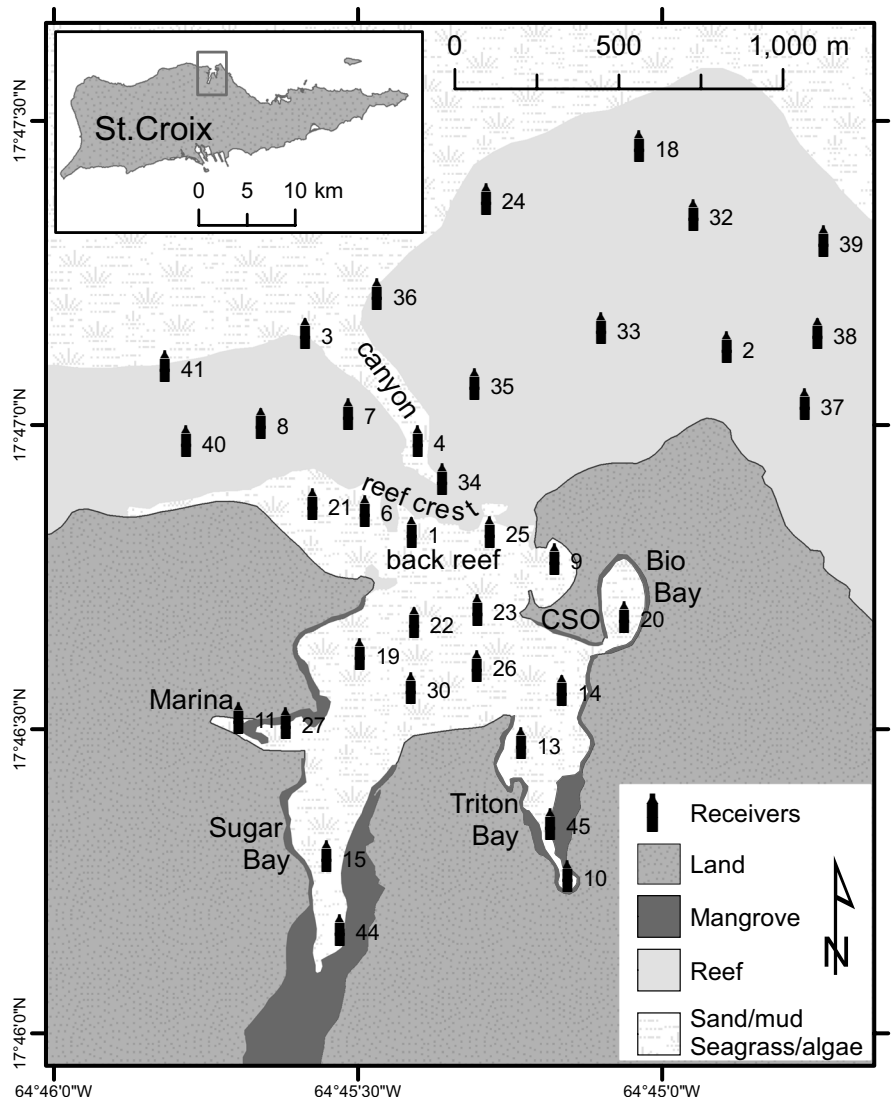 St.Croix
0 5 10 km
0 500 1,000 m
17°47'30"N
17°47'0"N
17°46'30"N
17°46'0"N
18
24
32
39
36
3
33
38
2
41
canyon
35
37
7
8
40
4
34
reef crest
21
6
1
25
back reef
9
Bio
Bay
CSO
20
23
22
19
26
30
14
Marina
11
27
13
Triton
Bay
45
10
Sugar
Bay
15
44
Receivers
Land
Mangrove
Reef
Sand/mud
Seagrass/algae
N
64°46'0"W
64°45'30"W
64°45'0"W